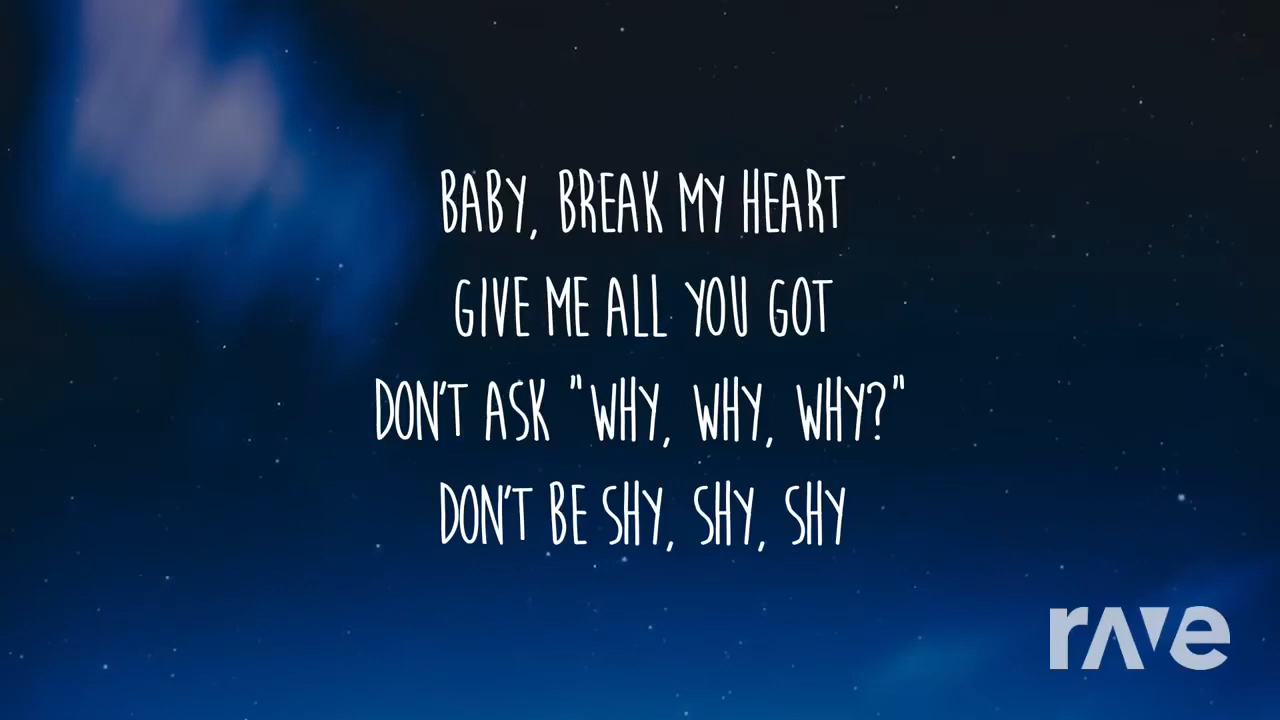 BABY, BREAK MY HEART
GIVE ME ALL YOU GOT
DON'T ASK "WHY, WHY, WHY?"
DON'T BE SHY, SHY, SHY
rave